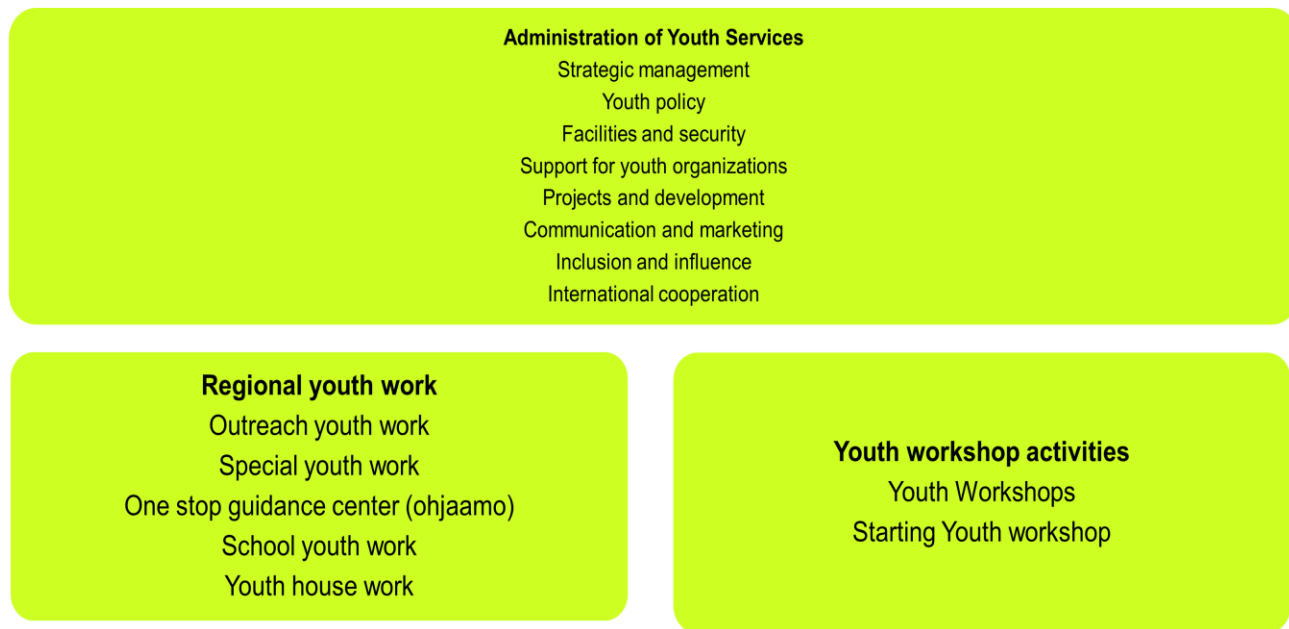 Administration of Youth Services
Strategic management
Youth policy
Facilities and security
Support for youth organizations
Projects and development
Communication and marketing
Inclusion and influence
International cooperation
Regional youth work
Outreach youth work
Special youth work
One stop guidance center (ohjaamo)
School youth work
Youth house work
Youth workshop activities
Youth Workshops
Starting Youth workshop